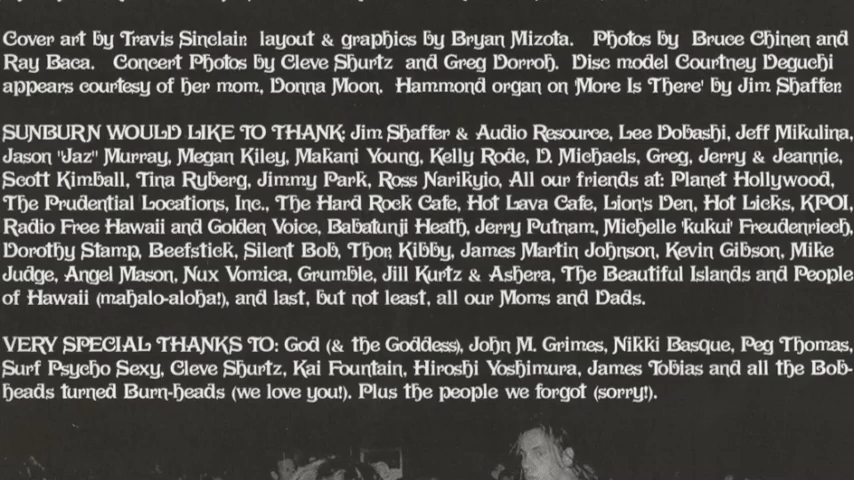 Cover art by Travis Sinclair. layout & graphics by Bryan Mizota. Photos by Bruce Chinen and
Ray Baca. Concert Photos by Cleve Shurtz and Greg Dorroh. Disc model Courtney Deguchi
appears courtesy of her mom, Donna Moon. Hammond organ on 'More Is There' by Jim Shaffer.
SUNBURN WOULD LIKE TO THANK: Jim Shaffer & Audio Resource, Lee Dobashi, Jeff Mikulina,
Jason "Jaz" Murray, Megan Kiley, Makani Young, Kelly Rode, D. Michaels, Greg, Jerry & Jeannie,
Scott Kimball, Tina Ryberg, Jimmy Park, Ross Narikyio, All our friends at: Planet Hollywood,
The Prudential Locations, Inc., The Hard Rock Cafe, Hot Lava Cafe, Lion's Den, Hot Licks, KPOI,
Radio Free Hawaii and Golden Voice, Babatunji Heath, Jerry Putnam, Michelle 'kukui' Freudenriech,
Dorothy Stamp, Beefstick, Silent Bob, Thor, Kibby, James Martin Johnson, Kevin Gibson, Mike
Judge, Angel Mason, Nux Vomica, Grumble, Jill Kurtz & Ashera, The Beautiful Islands and People
of Hawaii (mahalo-aloha!), and last, but not least, all our Moms and Dads.
VERY SPECIAL THANKS TO: God (& the Goddess), John M. Grimes, Nikki Basque, Peg Thomas,
Surf Psycho Sexy, Cleve Shurtz, Kai Fountain, Hiroshi Yoshimura, James Tobias and all the Bob-
heads turned Burn-heads (we love you!). Plus the people we forgot (sorry!).